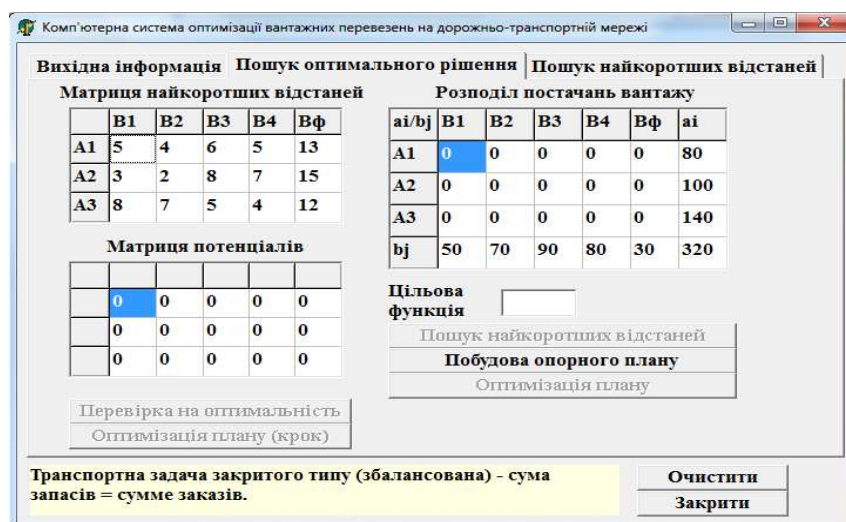 Комп'ютерна система оптимізації вантажних перевезень на дорожньо-транспортній мережі
Вихідна інформація Пошук оптимального рішення Пошук найкоротших відстаней
Матриця найкоротших відстаней
B1 B2 B3 B4 Bф
A1 5 4 6 5 13
A2 3 2 8 7 15
A3 8 7 5 4 12
Розподіл постачань вантажу
ai/bj B1 B2 B3 B4 Bф ai
A1 0 0 0 0 0 80
A2 0 0 0 0 0 100
A3 0 0 0 0 0 140
bj 50 70 90 80 30 320
Матриця потенціалів
0 0 0 0 0
0 0 0 0 0
0 0 0 0 0
Цільова
функція
Пошук найкоротших відстаней
Побудова опорного плану
Оптимізація плану
Перевірка на оптимальність
Оптимізація плану (крок)
Транспортна задача закритого типу (збалансована) - сума
запасів = сумме заказів.
Очистити
Закрити